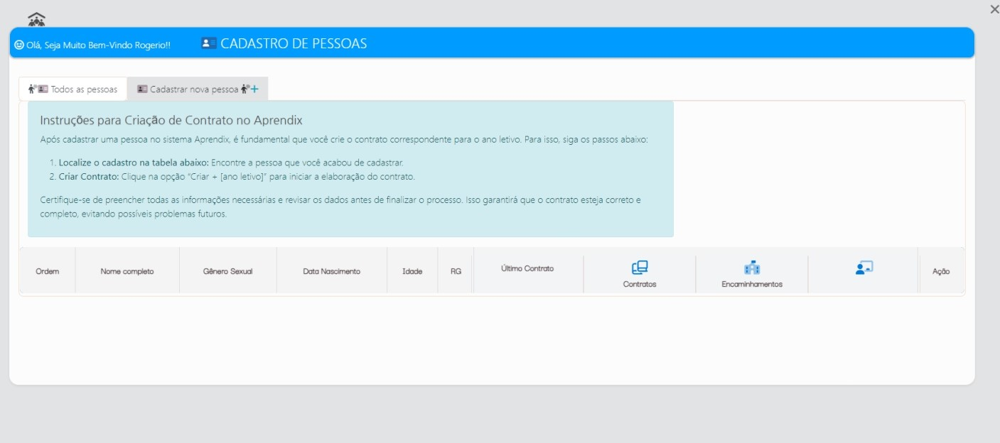 Olá, Seja Muito Bem-Vindo Rogerio!!
CADASTRO DE PESSOAS
Todos as pessoas
Cadastrar nova pessoa
Instruções para Criação de Contrato no Aprendix
Após cadastrar uma pessoa no sistema Aprendix, é fundamental que você crie o contrato correspondente para o ano letivo. Para isso, siga os passos abaixo:
1. Localize o cadastro na tabela abaixo: Encontre a pessoa que você acabou de cadastrar.
2. Criar Contrato: Clique na opção “Criar + [ano letivo]” para iniciar a elaboração do contrato.
Certifique-se de preencher todas as informações necessárias e revisar os dados antes de finalizar o processo. Isso garantirá que o contrato esteja correto e
completo, evitando possíveis problemas futuros.
Ordem
Nome completo
Gênero Sexual
Data Nascimento
Idade
RG
Último Contrato
Contratos
Encaminhamentos
Ação